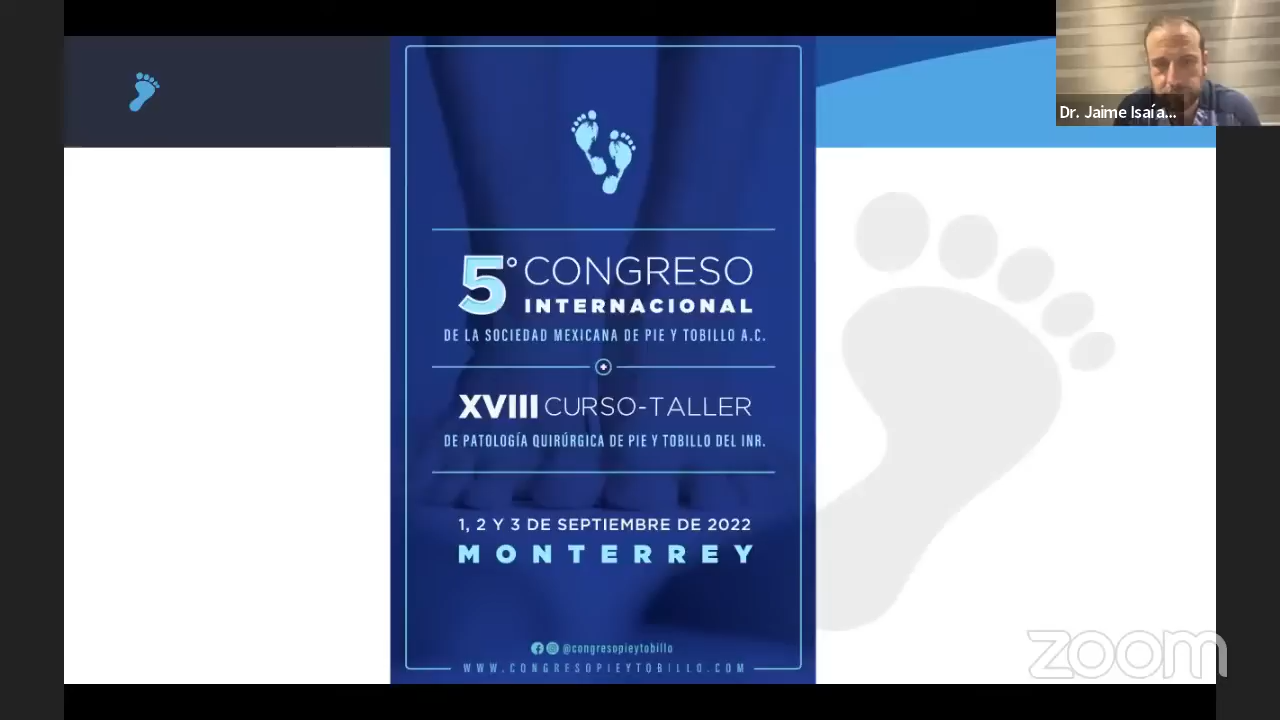 Dr. Jaime Isaía...
5° CONGRESO
INTERNACIONAL
DE LA SOCIEDAD MEXICANA DE PIE Y TOBILLO A.C.
XVIII CURSO-TALLER
DE PATOLOGÍA QUIRÚRGICA DE PIE Y TOBILLO DEL INR.
1, 2 Y 3 DE SEPTIEMBRE DE 2022
MONTERREY
@congresopieytobillo
WWW.CONGRESOPIEYTOBILLO.COM
zoom